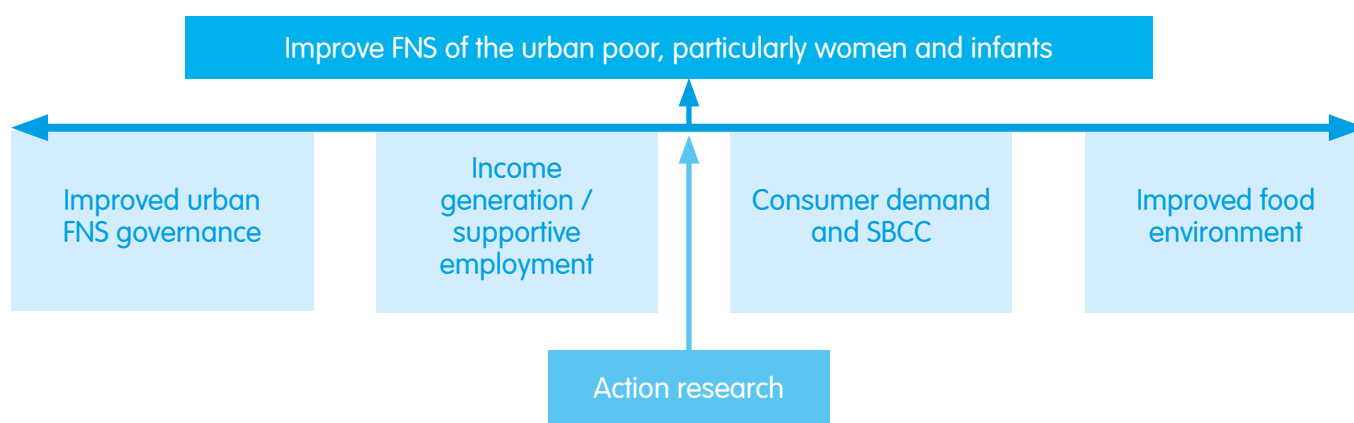 Improve FNS of the urban poor, particularly women and infants
Improved urban
FNS governance
Income
generation /
supportive
employment
Consumer demand
and SBCC
Improved food
environment
Action research